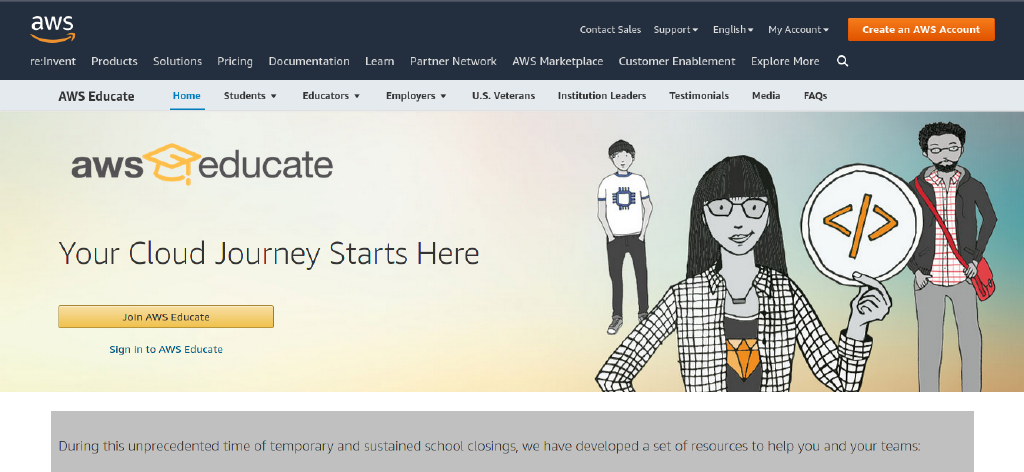 aws
Contact Sales Support English My Account Create an AWS Account
re:Invent Products Solutions Pricing Documentation Learn Partner Network AWS Marketplace Customer Enablement Explore More
AWS Educate Home Students Educators Employers U.S. Veterans Institution Leaders Testimonials Media FAQs
aws educate
</>
Your Cloud Journey Starts Here
Join AWS Educate
Sign in to AWS Educate
During this unprecedented time of temporary and sustained school closings, we have developed a set of resources to help you and your teams: